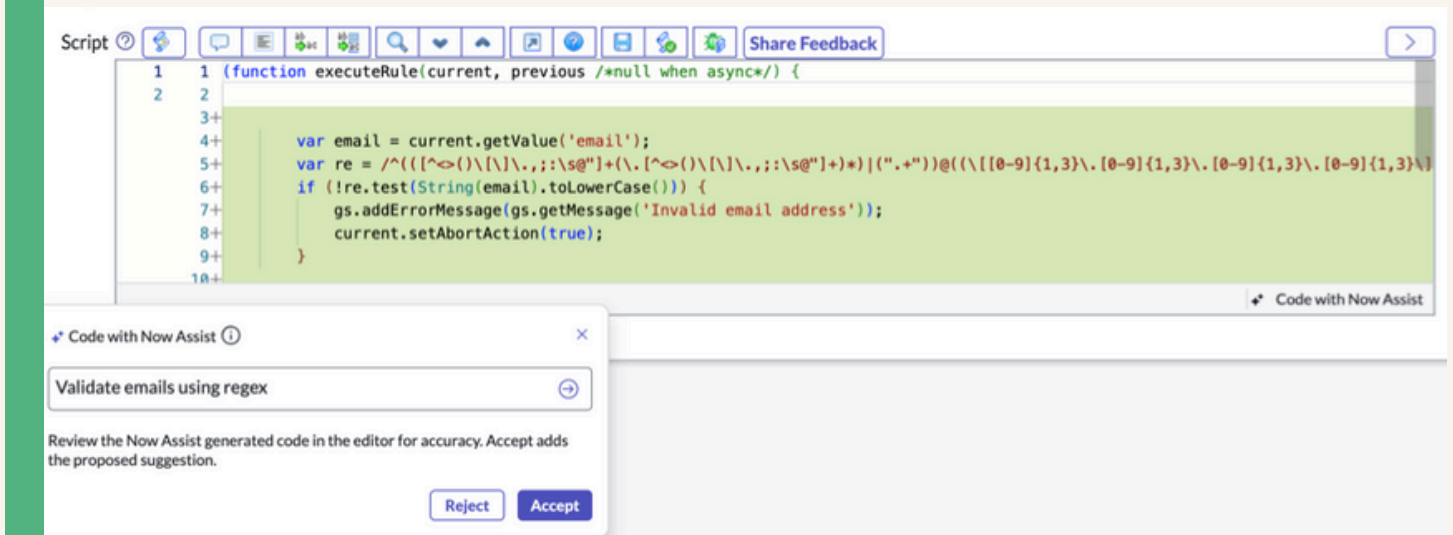 Script
Share Feedback
1 1 (function executeRule(current, previous /*null when async*/) {
2 2
3+
4+ var email = current.getValue('email');
5+ var re = /^(([^<>()\[\]\.,;:\s@"]+(\.[^<>()\[\]\.,;:\s@"]+)*)|(".+"))@((\[[0-9]{1,3}\.[0-9]{1,3}\.[0-9]{1,3}\.[0-9]{1,3}\]
6+ if (!re.test(String(email).toLowerCase())) {
7+ gs.addErrorMessage(gs.getMessage('Invalid email address'));
8+ current.setAbortAction(true);
9+ }
10+
Code with Now Assist
Code with Now Assist
Validate emails using regex
Review the Now Assist generated code in the editor for accuracy. Accept adds
the proposed suggestion.
Reject Accept